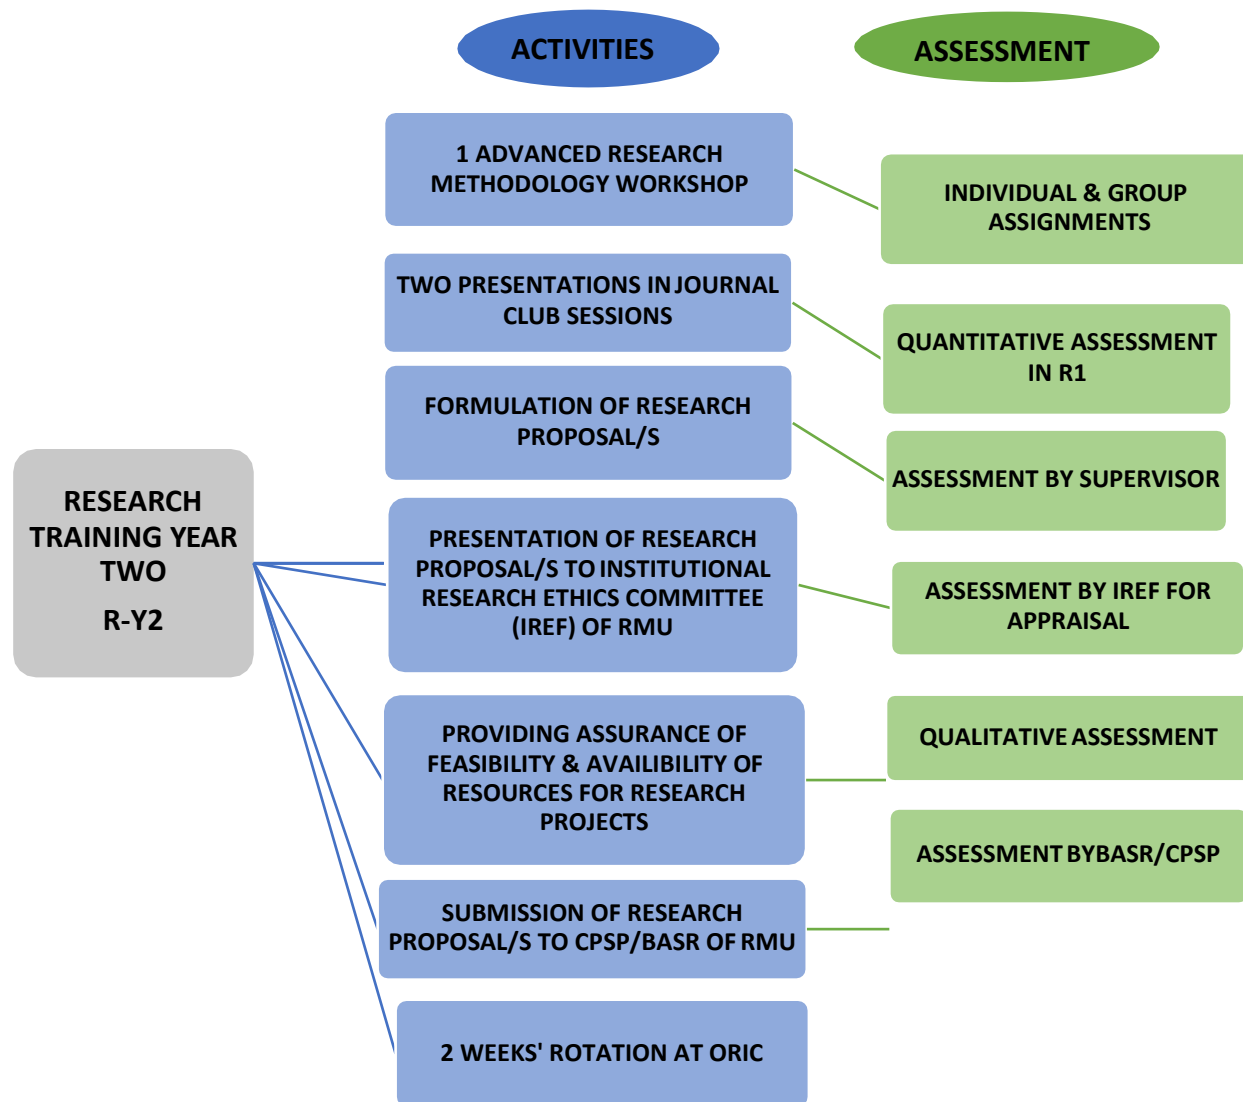 ACTIVITIES
ASSESSMENT
1 ADVANCED RESEARCH
METHODOLOGY WORKSHOP
INDIVIDUAL & GROUP
ASSIGNMENTS
TWO PRESENTATIONS IN JOURNAL
CLUB SESSIONS
QUANTITATIVE ASSESSMENT
IN R1
FORMULATION OF RESEARCH
PROPOSAL/S
ASSESSMENT BY SUPERVISOR
RESEARCH
TRAINING YEAR
TWO
R-Y2
PRESENTATION OF RESEARCH
PROPOSAL/S TO INSTITUTIONAL
RESEARCH ETHICS COMMITTEE
(IREF) OF RMU
ASSESSMENT BY IREF FOR
APPRAISAL
PROVIDING ASSURANCE OF
FEASIBILITY & AVAILIBILITY OF
RESOURCES FOR RESEARCH
PROJECTS
QUALITATIVE ASSESSMENT
SUBMISSION OF RESEARCH
PROPOSAL/S TO CPSP/BASR OF RMU
ASSESSMENT BYBASR/CPSP
2 WEEKS' ROTATION AT ORIC